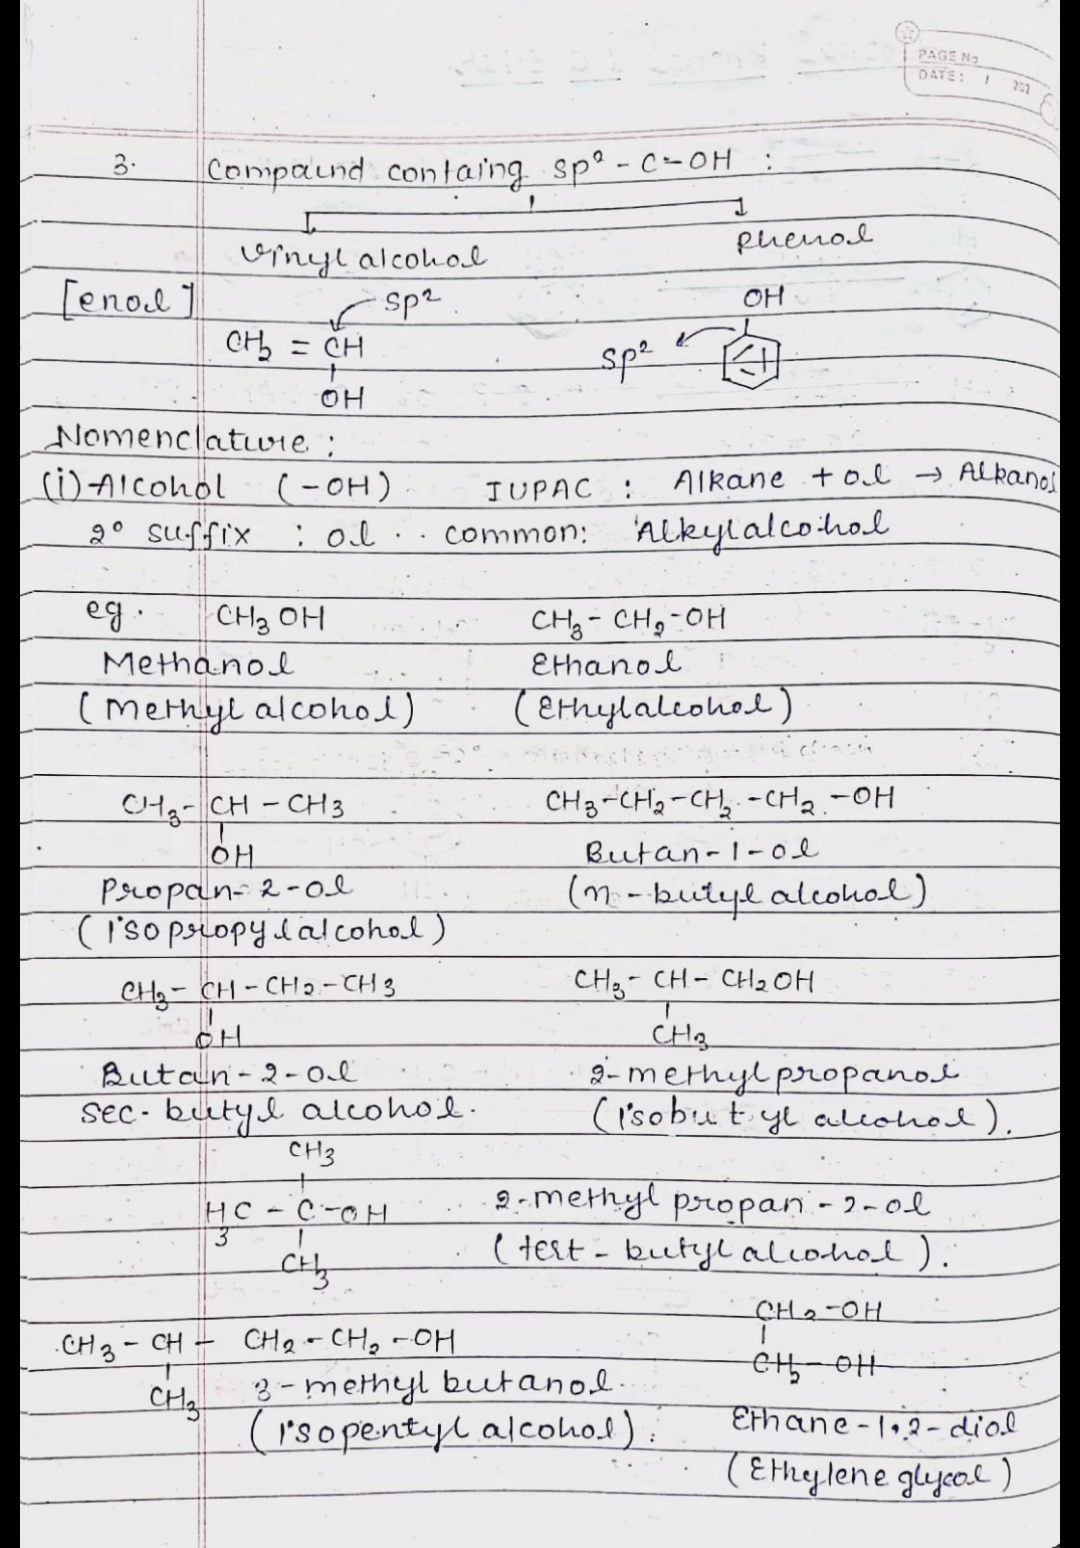 PAGE No
DATE: / 202
3. Compound containg sp² - C - OH :
Vinyl alcohol phenol
[enol] sp² OH
CH₂ = CH sp²
OH
Nomenclature :
(i) Alcohol (-OH) IUPAC : Alkane + ol → Alkanol
2° suffix : ol . . common: Alkylalcohol
eg. CH₃OH CH₃ - CH₂ - OH
Methanol Ethanol
(Methyl alcohol) (Ethylalcohol)
CH₃ - CH - CH3 CH₃-CH₂-CH₂-CH₂-OH
OH Butan-1-ol
Propan-2-ol (n-butyl alcohol)
(isopropylalcohol)
CH₃ - CH - CH₂ - CH3 CH₃ - CH - CH₂OH
OH CH₃
Butan-2-ol 2-methylpropanol
Sec. butyl alcohol. (isobutyl alcohol).
CH₃
H₃C - C - OH 2-methyl propan-2-ol
CH₃ (tert-butyl alcohol).
CH₂-OH
CH₃ - CH - CH₂ - CH₂ - OH
CH₂-OH
CH₃ 3-methyl butanol.
(isopentyl alcohol). Ethane-1,2-diol
(Ethylene glycol)